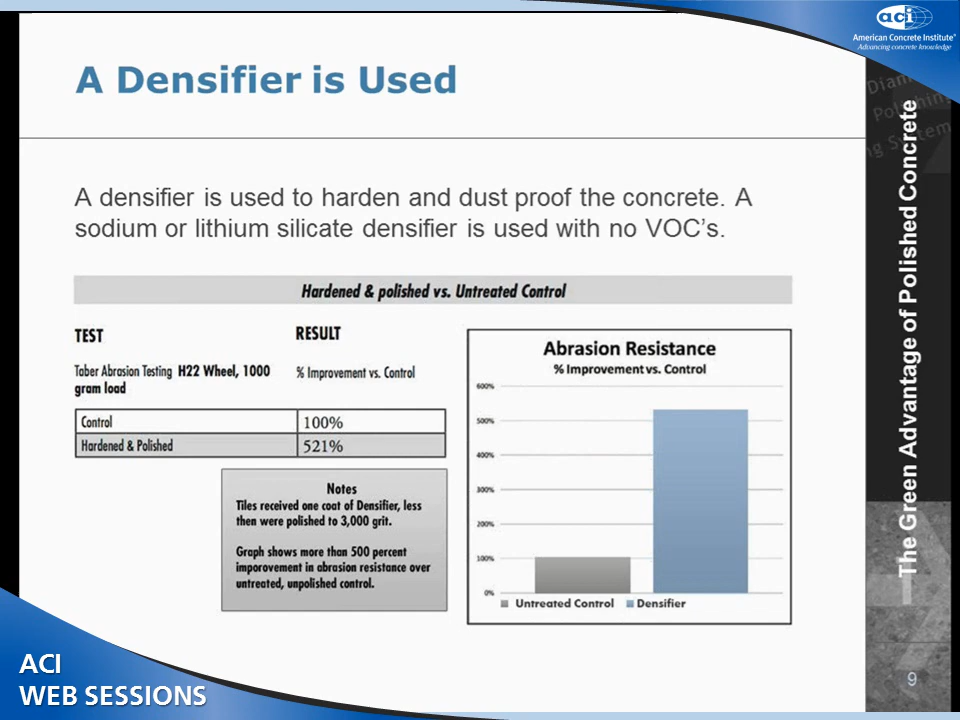 aci
American Concrete Institute®
Advancing concrete knowledge
A Densifier is Used
A densifier is used to harden and dust proof the concrete. A
sodium or lithium silicate densifier is used with no VOC's.
Hardened & polished vs. Untreated Control
TEST
RESULT
Taber Abrasion Testing H22 Wheel, 1000
gram load
% Improvement vs. Control
Control 100%
Hardened & Polished 521%
Notes
Tiles received one coat of Densifier, less
then were polished to 3,000 grit.
Graph shows more than 500 percent
imporovement in abrasion resistance over
untreated, unpolished control.
Abrasion Resistance
% Improvement vs. Control
600%
500%
400%
300%
200%
100%
0%
Untreated Control Densifier
The Green Advantage of Polished Concrete
9
ACI
WEB SESSIONS